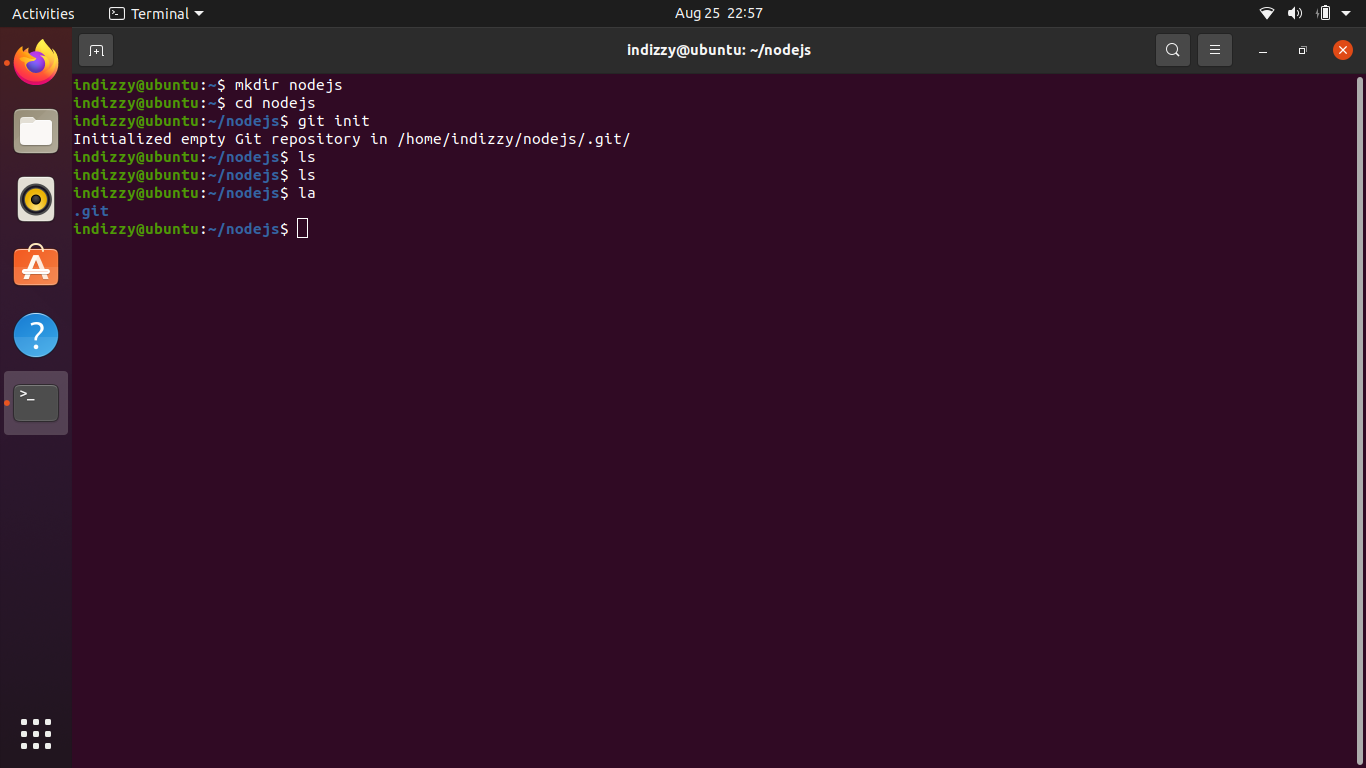 Activities Terminal Aug 25 22:57
indizzy@ubuntu: ~/nodejs
indizzy@ubuntu:~$ mkdir nodejs
indizzy@ubuntu:~$ cd nodejs
indizzy@ubuntu:~/nodejs$ git init
Initialized empty Git repository in /home/indizzy/nodejs/.git/
indizzy@ubuntu:~/nodejs$ ls
indizzy@ubuntu:~/nodejs$ ls
indizzy@ubuntu:~/nodejs$ la
.git
indizzy@ubuntu:~/nodejs$